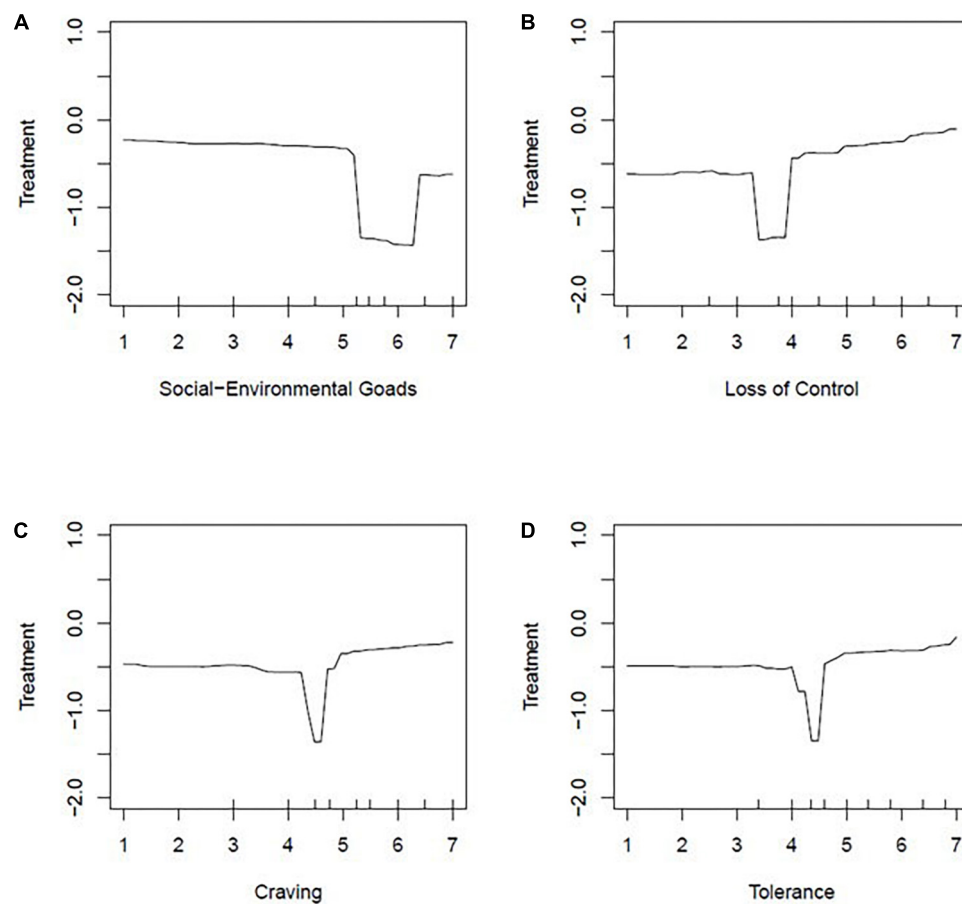 A
Treatment
1.0
0.0
−1.0
−2.0
1 2 3 4 5 6 7
Social−Environmental Goads
B
Treatment
1.0
0.0
−1.0
−2.0
1 2 3 4 5 6 7
Loss of Control
C
Treatment
1.0
0.0
−1.0
−2.0
1 2 3 4 5 6 7
Craving
D
Treatment
1.0
0.0
−1.0
−2.0
1 2 3 4 5 6 7
Tolerance